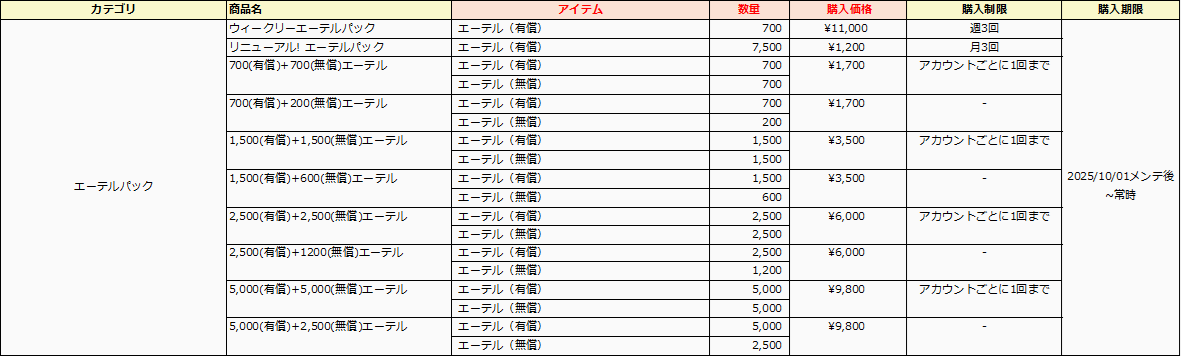 カテゴリ 商品名 アイテム 数量 購入価格 購入制限 購入期限
ウィークリーエーテルパック エーテル（有償） 700 ¥11,000 週3回
リニューアル! エーテルパック エーテル（有償） 7,500 ¥1,200 月3回
700(有償)+700(無償)エーテル エーテル（有償） 700 ¥1,700 アカウントごとに1回まで
エーテル（無償） 700
700(有償)+200(無償)エーテル エーテル（有償） 700 ¥1,700 -
エーテル（無償） 200
1,500(有償)+1,500(無償)エーテル エーテル（有償） 1,500 ¥3,500 アカウントごとに1回まで
エーテル（無償） 1,500
1,500(有償)+600(無償)エーテル エーテル（有償） 1,500 ¥3,500 -
エーテルパック
2025/10/01メンテ後
~常時
エーテル（無償） 600
2,500(有償)+2,500(無償)エーテル エーテル（有償） 2,500 ¥6,000 アカウントごとに1回まで
エーテル（無償） 2,500
2,500(有償)+1200(無償)エーテル エーテル（有償） 2,500 ¥6,000 -
エーテル（無償） 1,200
5,000(有償)+5,000(無償)エーテル エーテル（有償） 5,000 ¥9,800 アカウントごとに1回まで
エーテル（無償） 5,000
5,000(有償)+2,500(無償)エーテル エーテル（有償） 5,000 ¥9,800 -
エーテル（無償） 2,500